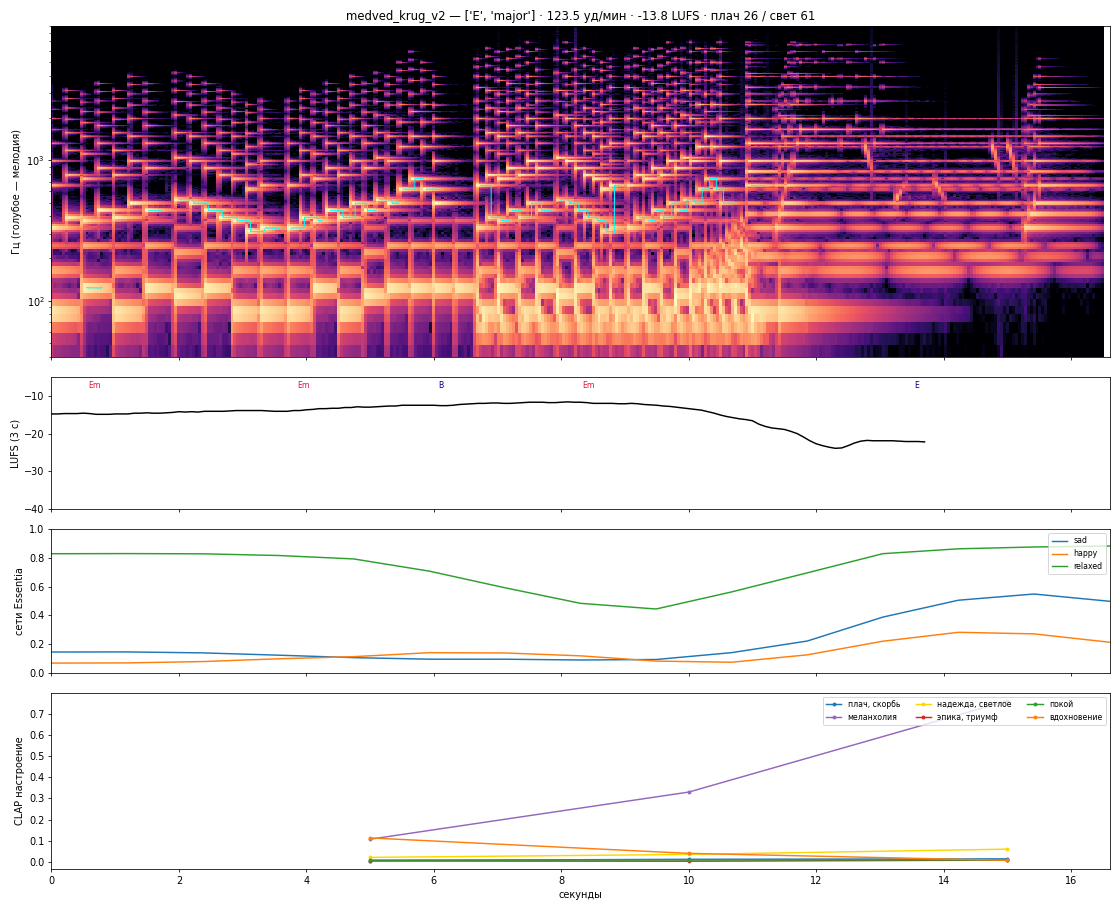 medved_krug_v2 — ['E', 'major'] · 123.5 уд/мин · -13.8 LUFS · плач 26 / свет 61
Гц (голубое — мелодия)
10³
10²
LUFS (3 с)
−10
−20
−30
−40
Em
Em
B
Em
E
сети Essentia
1.0
0.8
0.6
0.4
0.2
0.0
sad
happy
relaxed
CLAP настроение
0.7
0.6
0.5
0.4
0.3
0.2
0.1
0.0
плач, скорбь
меланхолия
надежда, светлое
эпика, триумф
покой
вдохновение
0
2
4
6
8
10
12
14
16
секунды